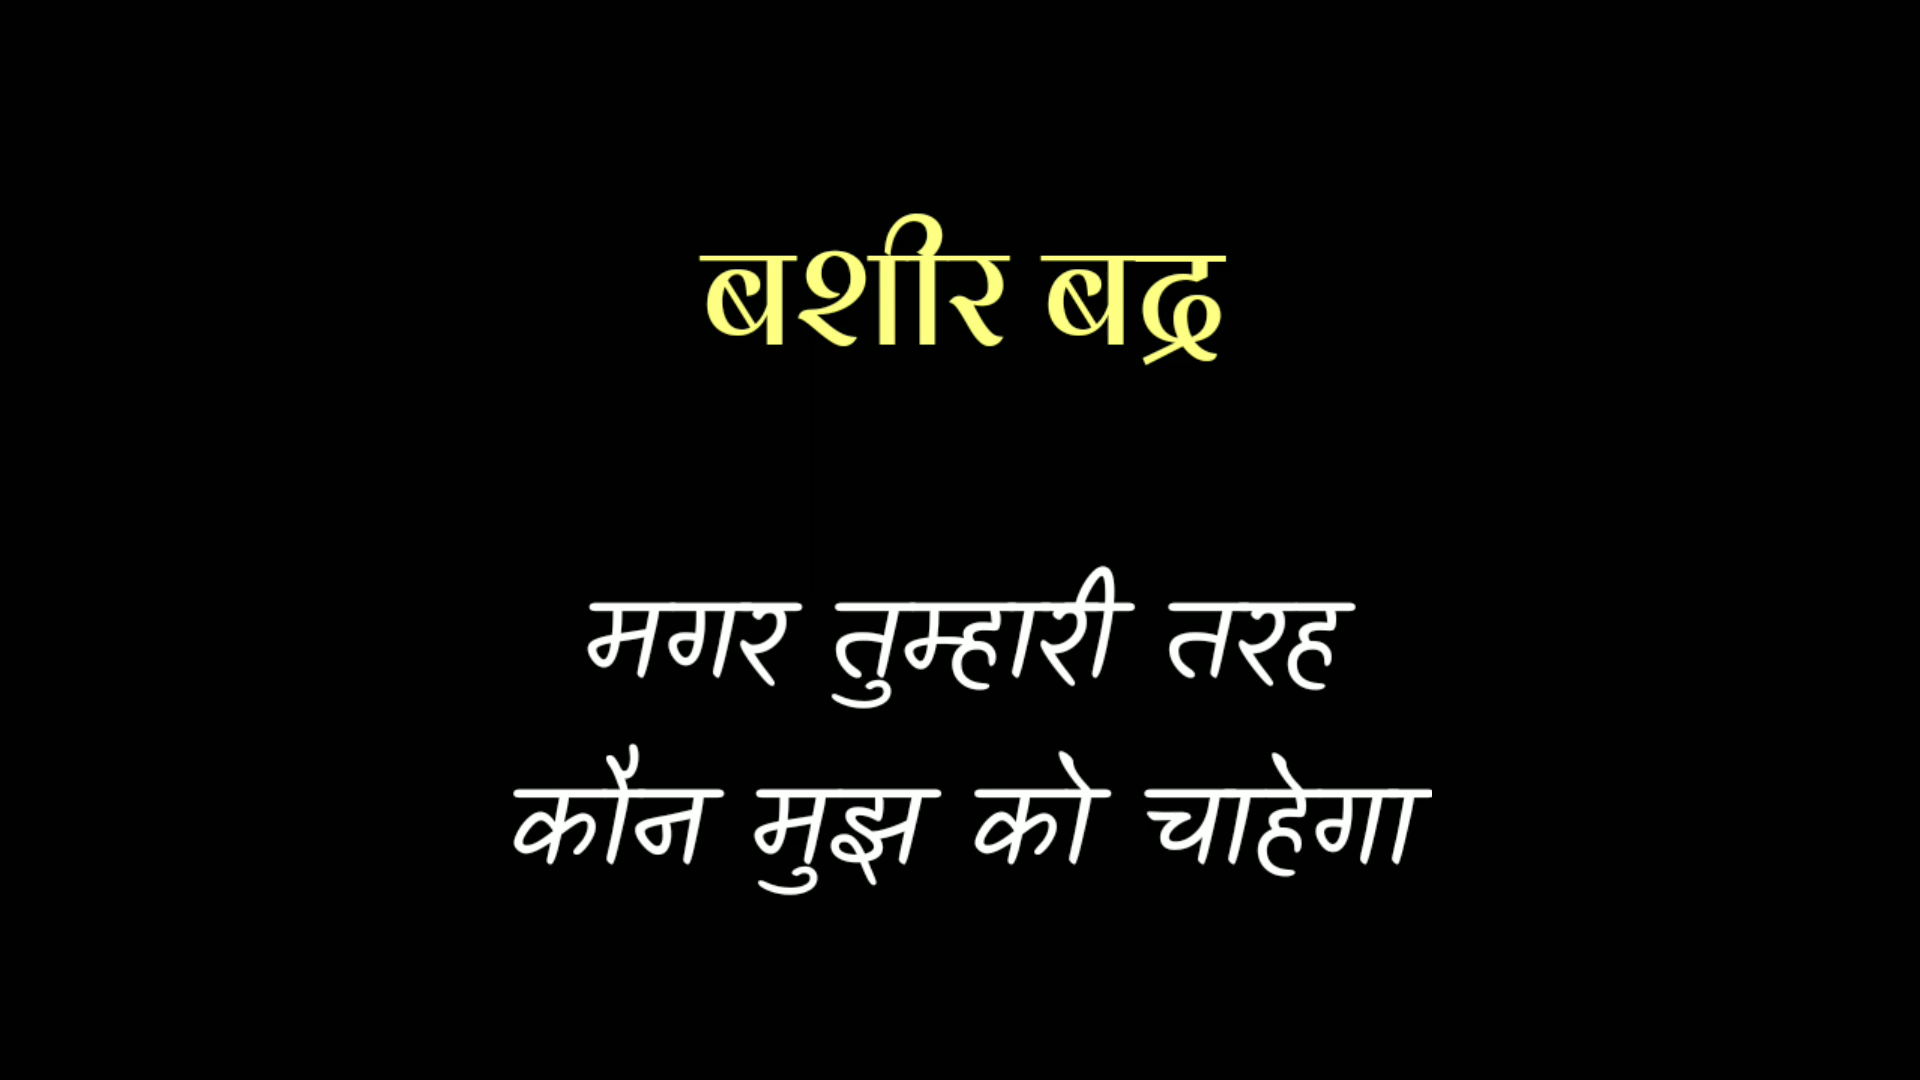 बशीर बद्र
मगर तुम्हारी तरह
कौन मुझ को चाहेगा